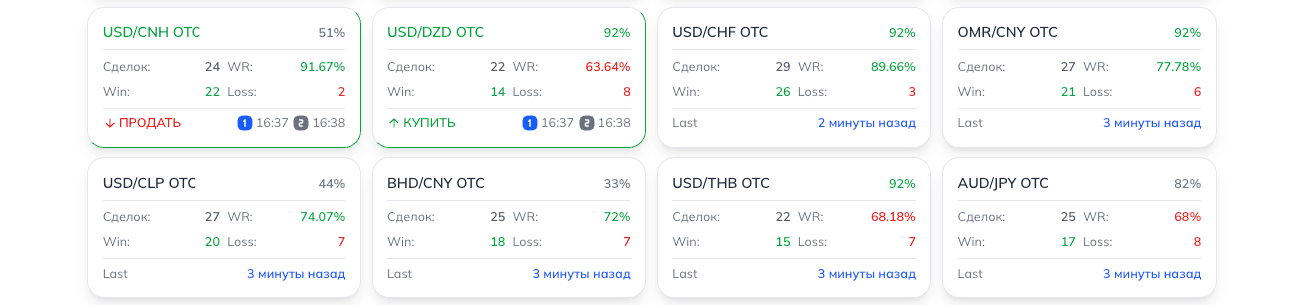 USD/CNH OTC 51%
Сделок: 24 WR: 91.67%
Win: 22 Loss: 2
↓ ПРОДАТЬ 1 16:37 2 16:38
USD/DZD OTC 92%
Сделок: 22 WR: 63.64%
Win: 14 Loss: 8
↑ КУПИТЬ 1 16:37 2 16:38
USD/CHF OTC 92%
Сделок: 29 WR: 89.66%
Win: 26 Loss: 3
Last 2 минуты назад
OMR/CNY OTC 92%
Сделок: 27 WR: 77.78%
Win: 21 Loss: 6
Last 3 минуты назад
USD/CLP OTC 44%
Сделок: 27 WR: 74.07%
Win: 20 Loss: 7
Last 3 минуты назад
BHD/CNY OTC 33%
Сделок: 25 WR: 72%
Win: 18 Loss: 7
Last 3 минуты назад
USD/THB OTC 92%
Сделок: 22 WR: 68.18%
Win: 15 Loss: 7
Last 3 минуты назад
AUD/JPY OTC 82%
Сделок: 25 WR: 68%
Win: 17 Loss: 8
Last 3 минуты назад